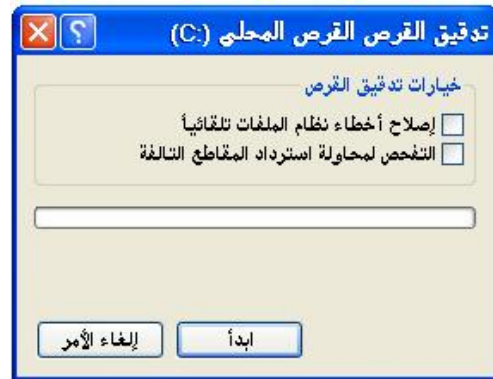 تدقيق القرص القرص المحلي (C:)
خيارات تدقيق القرص
إصلاح أخطاء نظام الملفات تلقائياً
التفحص لمحاولة استرداد المقاطع التالفة
ابدأ
إلغاء الأمر